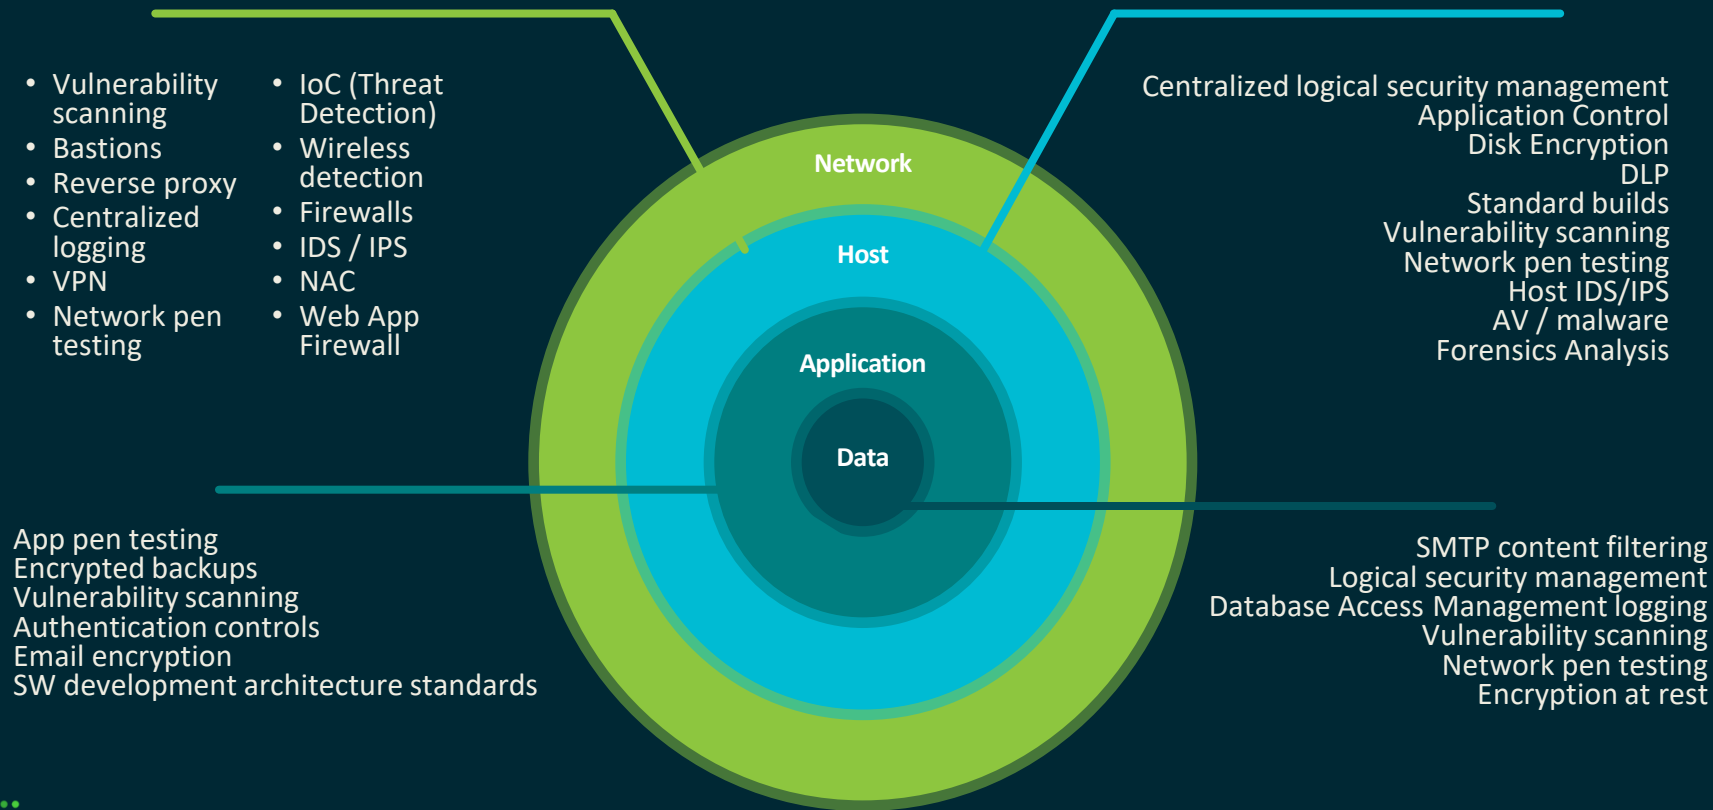 • Vulnerability
scanning
• Bastions
• Reverse proxy
• Centralized
logging
• VPN
• Network pen
testing
• IoC (Threat
Detection)
• Wireless
detection
• Firewalls
• IDS / IPS
• NAC
• Web App
Firewall
Network
Host
Application
Data
Centralized logical security management
Application Control
Disk Encryption
DLP
Standard builds
Vulnerability scanning
Network pen testing
Host IDS/IPS
AV / malware
Forensics Analysis
App pen testing
Encrypted backups
Vulnerability scanning
Authentication controls
Email encryption
SW development architecture standards
SMTP content filtering
Logical security management
Database Access Management logging
Vulnerability scanning
Network pen testing
Encryption at rest